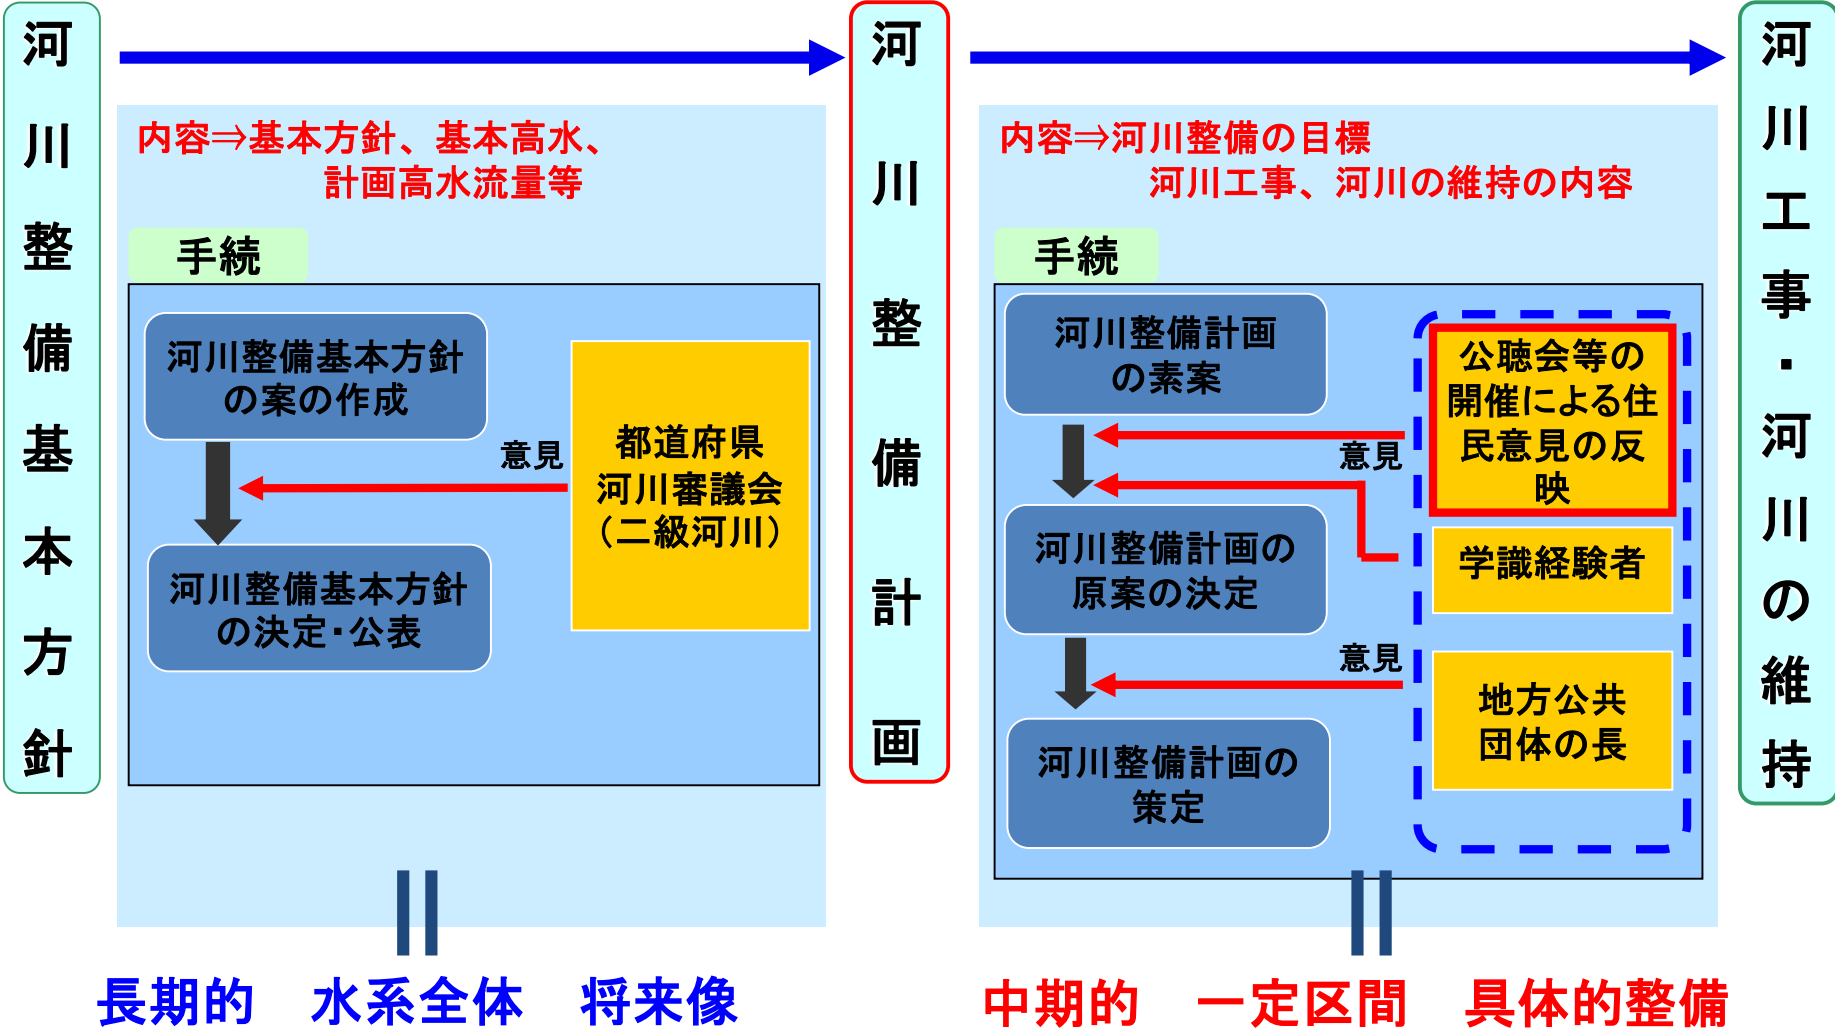 河川整備基本方針
内容⇒基本方針、基本高水、
計画高水流量等
手続
河川整備基本方針
の案の作成
意見
都道府県
河川審議会
（二級河川）
河川整備基本方針
の決定・公表
長期的 水系全体 将来像
河川整備計画
内容⇒河川整備の目標
河川工事、河川の維持の内容
手続
河川整備計画
の素案
意見
公聴会等の
開催による住
民意見の反
映
学識経験者
河川整備計画の
原案の決定
意見
地方公共
団体の長
河川整備計画の
策定
中期的 一定区間 具体的整備
河川工事・河川の維持